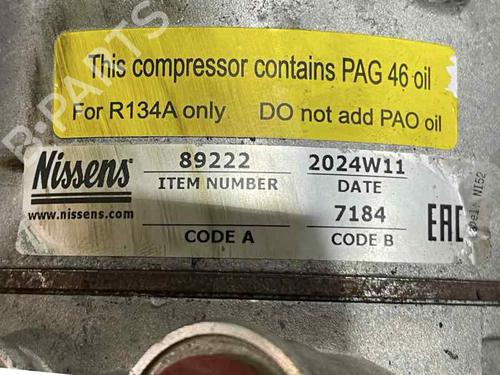 This compressor contains PAG 46 oil
For R134A only DO not add PAO oil
Nissens
www.nissens.com
89222
ITEM NUMBER
2024W11
DATE
7184
CODE A
CODE B
EAC
B-PARTS